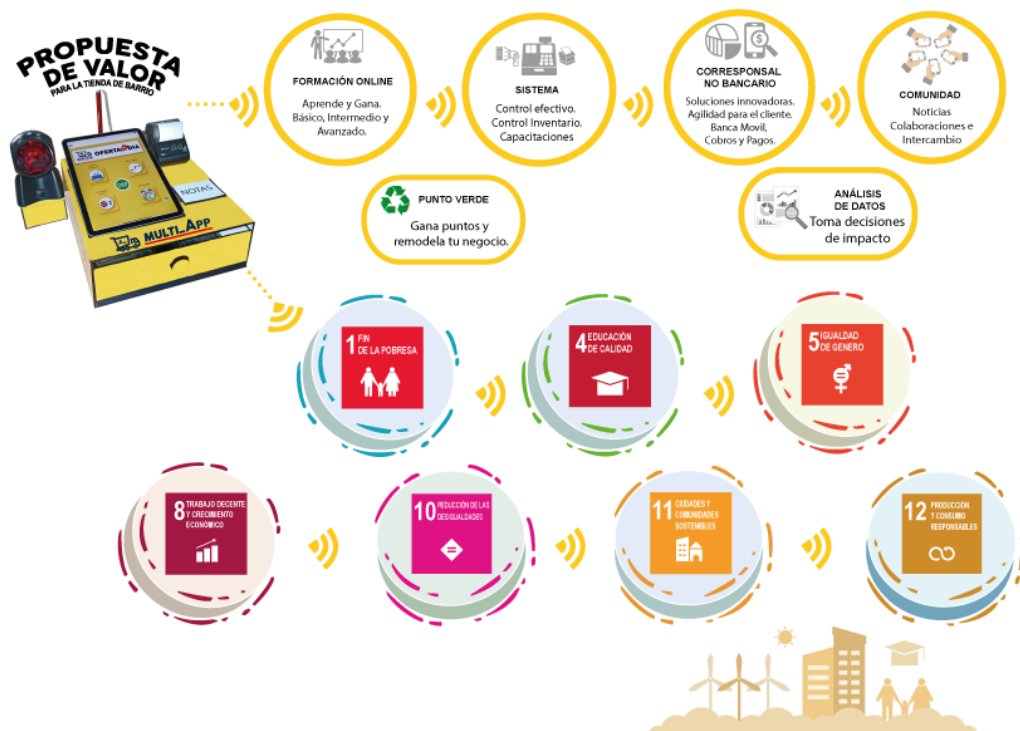 PROPUESTA
DE VALOR
PARA LA TIENDA DE BARRIO
OFERTA DIA
NOTAS
MULTI_APP
FORMACIÓN ONLINE
Aprende y Gana.
Básico, Intermedio y
Avanzado.
SISTEMA
Control efectivo.
Control Inventario.
Capacitaciones
CORRESPONSAL
NO BANCARIO
Soluciones innovadoras.
Agilidad para el cliente.
Banca Movil,
Cobros y Pagos.
COMUNIDAD
Noticias
Colaboraciones e
Intercambio
PUNTO VERDE
Gana puntos y
remodela tu negocio.
ANÁLISIS
DE DATOS
Toma decisiones
de impacto
1 FIN
DE LA POBRESA
4 EDUCACIÓN
DE CALIDAD
5 IGUALDAD
DE GENERO
8 TRABAJO DECENTE
Y CRECIMIENTO
ECONÓMICO
10 PEDUCCIÓN DE LAS
DESIGUALDADES
11 CIUDADES Y
COMUNIDADES
SOSTENIBLES
12 PRODUCCIÓN
Y CONSUMO
RESPONSABLES